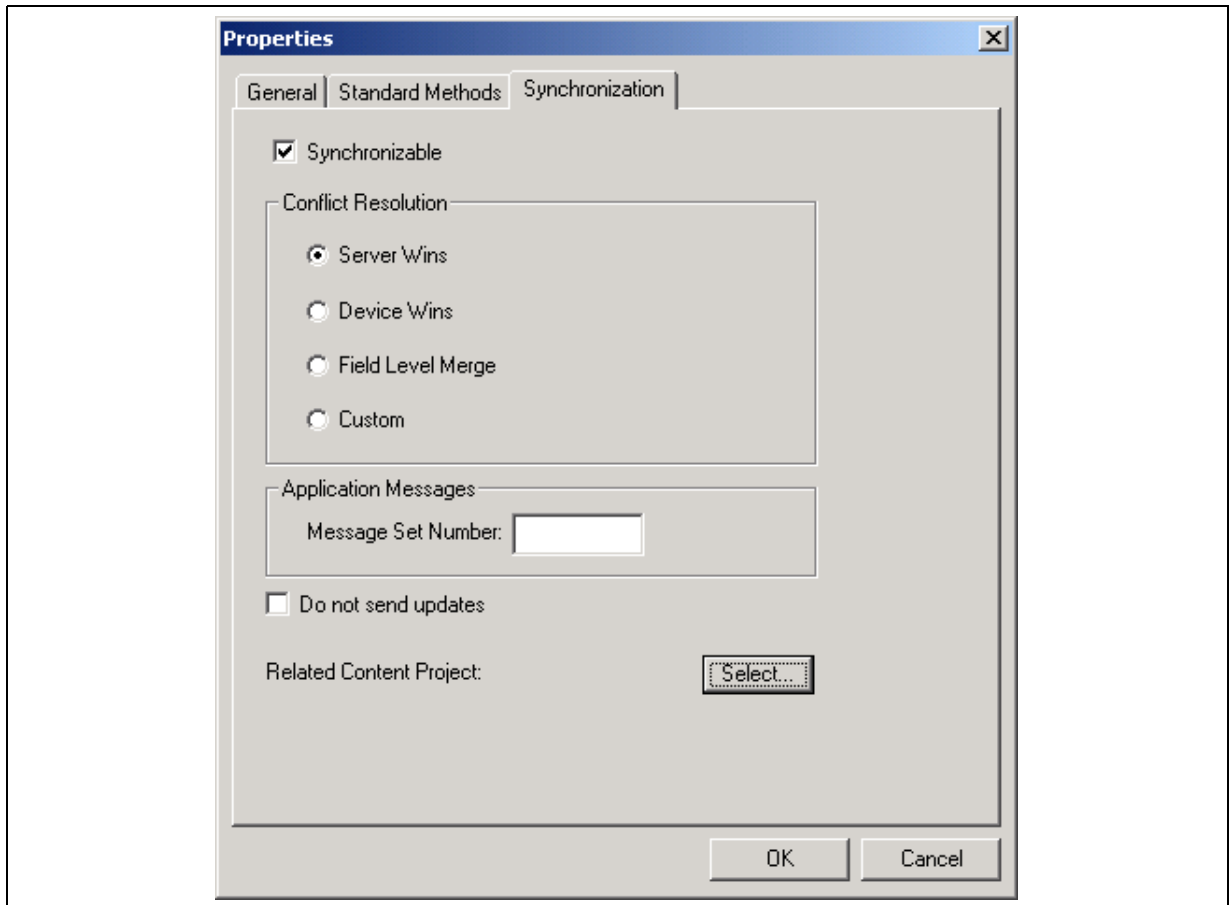 Properties
General Standard Methods Synchronization
Synchronizable
Conflict Resolution
Server Wins
Device Wins
Field Level Merge
Custom
Application Messages
Message Set Number:
Do not send updates
Related Content Project: Select...
OK Cancel